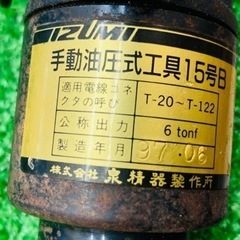 IZUMI
手動油圧式工具15号B
適用電線コネクタの呼び T-20～T-122
公称出力 6 tonf
製造年月 97.06
株式会社 泉精器製作所